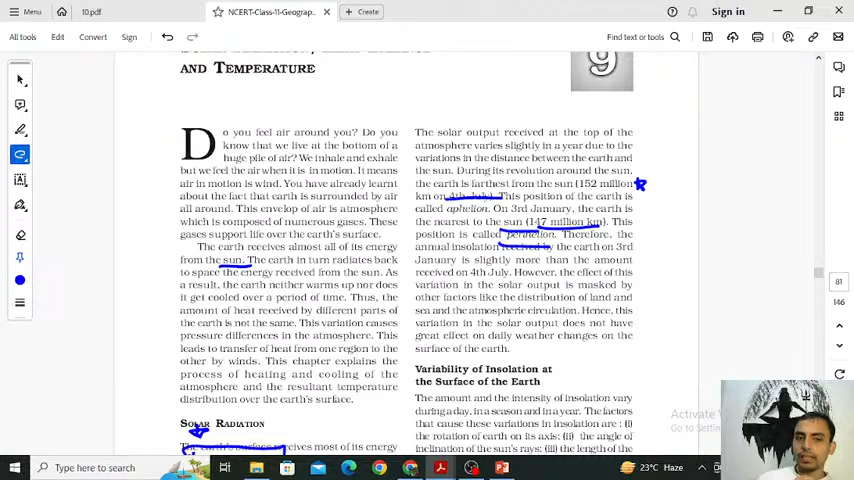 Menu
10.pdf
NCERT-Class-11-Geograp...
Create
Sign in
All tools
Edit
Convert
Sign
Find text or tools
AND TEMPERATURE
9
Do you feel air around you? Do you
know that we live at the bottom of a
huge pile of air? We inhale and exhale
but we feel the air when it is in motion. It means
air in motion is wind. You have already learnt
about the fact that earth is surrounded by air
all around. This envelop of air is atmosphere
which is composed of numerous gases. These
gases support life over the earth's surface.
The earth receives almost all of its energy
from the sun. The earth in turn radiates back
to space the energy received from the sun. As
a result, the earth neither warms up nor does
it get cooled over a period of time. Thus, the
amount of heat received by different parts of
the earth is not the same. This variation causes
pressure differences in the atmosphere. This
leads to transfer of heat from one region to the
other by winds. This chapter explains the
process of heating and cooling of the
atmosphere and the resultant temperature
distribution over the earth's surface.
SOLAR RADIATION
The earth's surface receives most of its energy
The solar output received at the top of the
atmosphere varies slightly in a year due to the
variations in the distance between the earth and
the sun. During its revolution around the sun,
the earth is farthest from the sun (152 million
km on 4th July). This position of the earth is
called aphelion. On 3rd January, the earth is
the nearest to the sun (147 million km). This
position is called perihelion. Therefore, the
annual insolation received by the earth on 3rd
January is slightly more than the amount
received on 4th July. However, the effect of this
variation in the solar output is masked by
other factors like the distribution of land and
sea and the atmospheric circulation. Hence, this
variation in the solar output does not have
great effect on daily weather changes on the
surface of the earth.
Variability of Insolation at
the Surface of the Earth
The amount and the intensity of insolation vary
during a day, in a season and in a year. The factors
that cause these variations in insolation are : (i)
the rotation of earth on its axis; (ii) the angle of
inclination of the sun's rays; (iii) the length of the
81
146
Activate
Go to Setting
Type here to search
23°C Haze